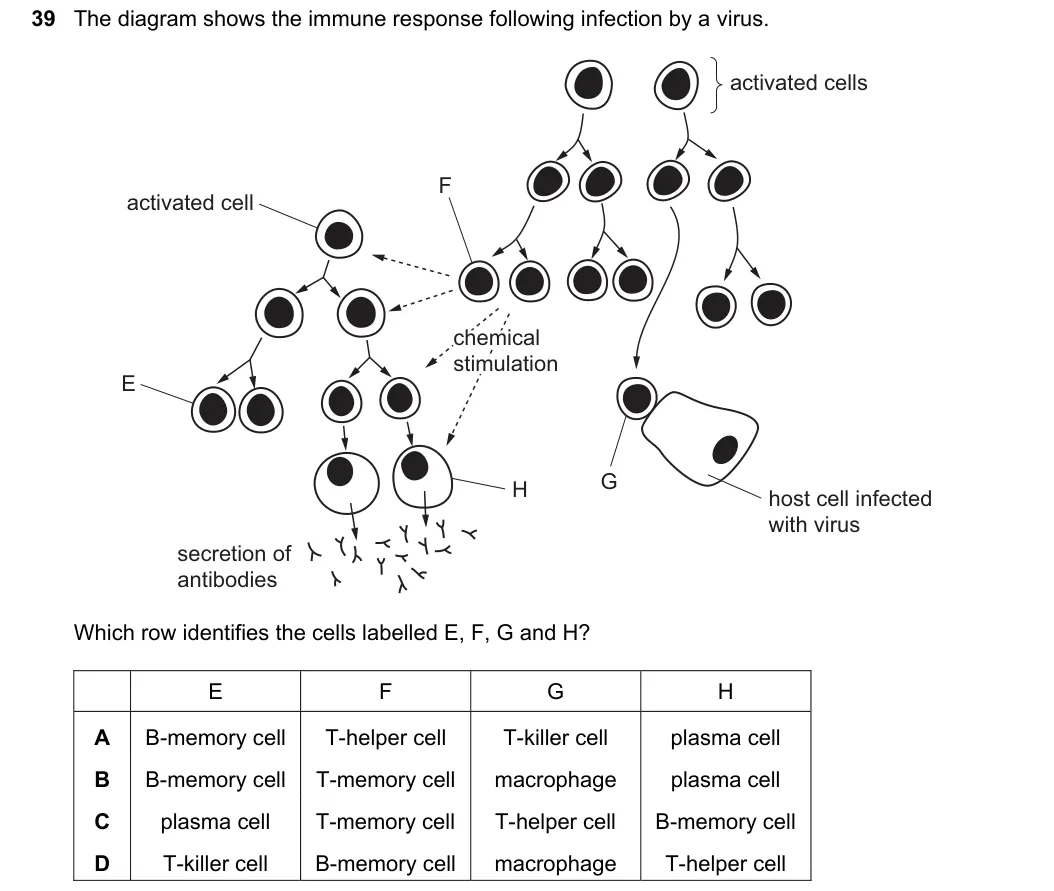 39 The diagram shows the immune response following infection by a virus.
activated cells
F
activated cell
chemical
stimulation
E
G
H
host cell infected
with virus
secretion of
antibodies
Which row identifies the cells labelled E, F, G and H?
E F G H
A B-memory cell T-helper cell T-killer cell plasma cell
B B-memory cell T-memory cell macrophage plasma cell
C plasma cell T-memory cell T-helper cell B-memory cell
D T-killer cell B-memory cell macrophage T-helper cell